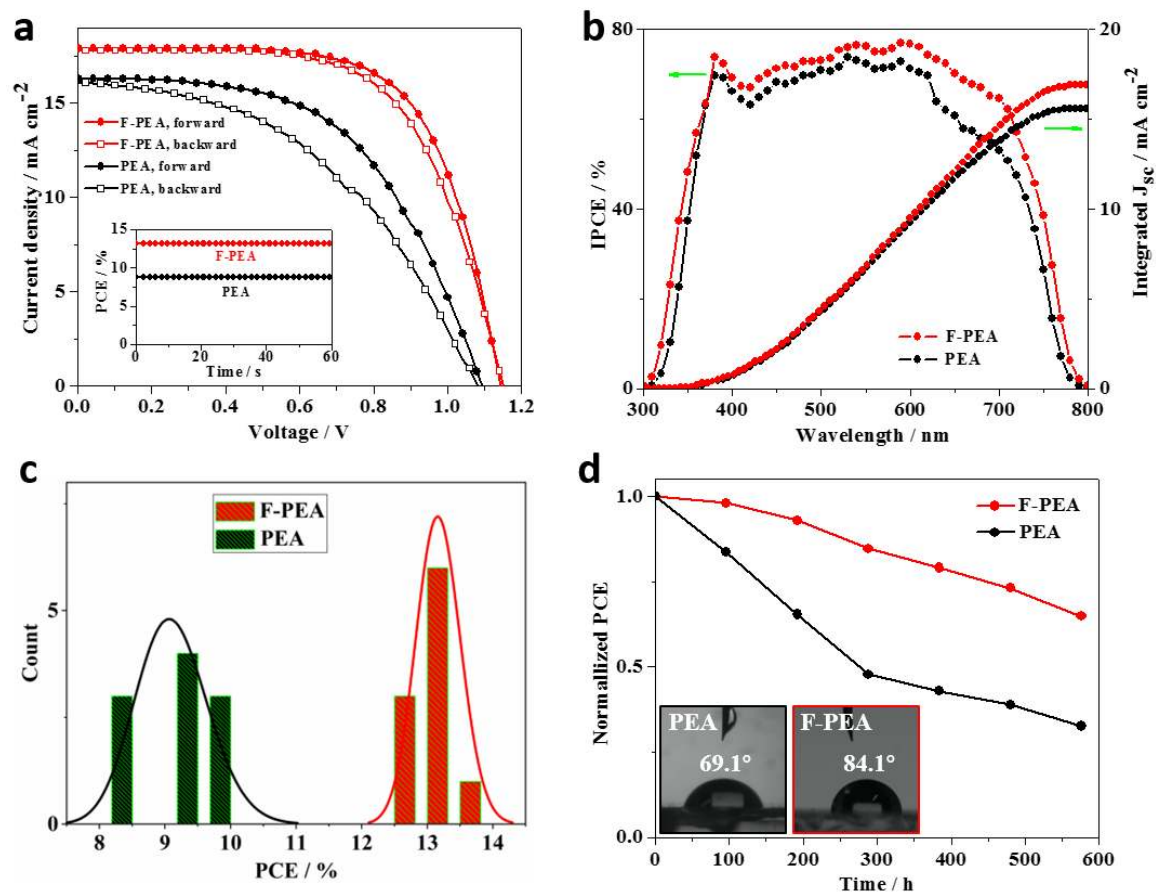 a
Current density / mA cm⁻²
15
10
5
0
0.0 0.2 0.4 0.6 0.8 1.0 1.2
Voltage / V
F-PEA, forward
F-PEA, backward
PEA, forward
PEA, backward
PCE / %
15
10
5
0
F-PEA
PEA
0 20 40 60
Time / s
b
IPCE / %
80
40
0
Integrated Jsc / mA cm⁻²
20
10
0
F-PEA
PEA
300 400 500 600 700 800
Wavelength / nm
c
F-PEA
PEA
Count
5
0
8 9 10 11 12 13 14
PCE / %
d
F-PEA
PEA
Normallized PCE
1.0
0.5
0.0
PEA
69.1°
F-PEA
84.1°
0 100 200 300 400 500 600
Time / h